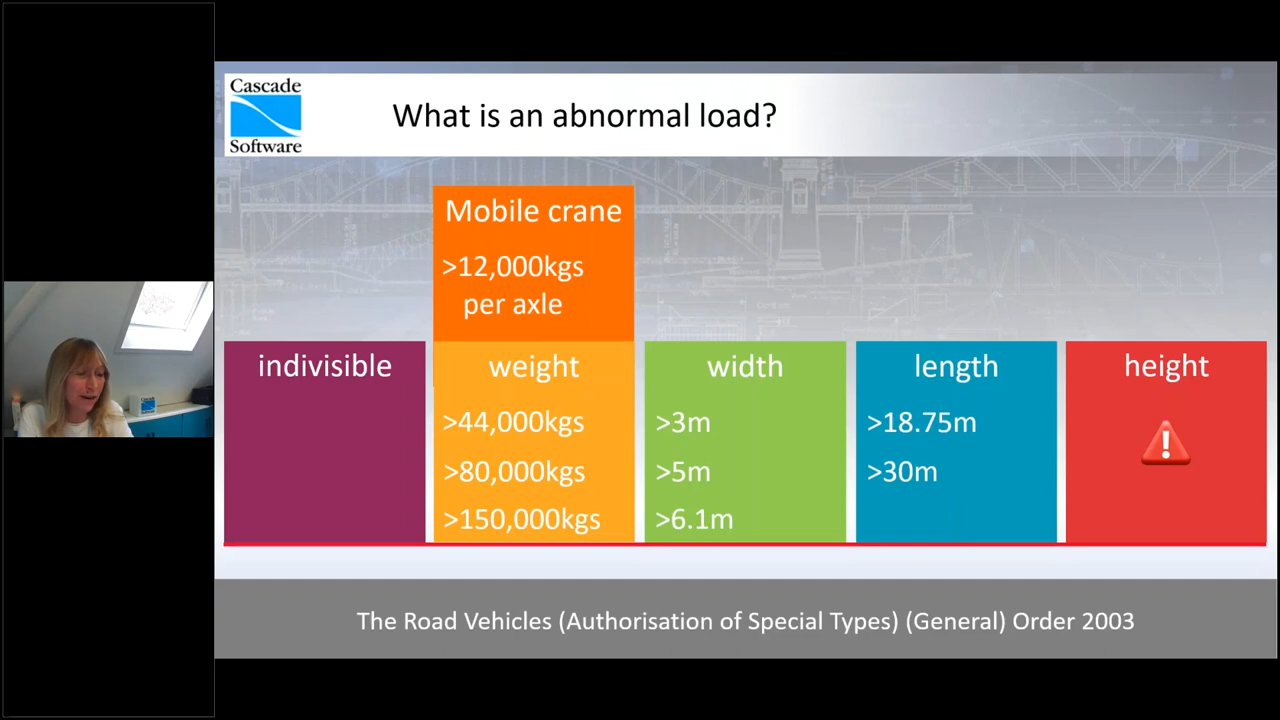 Cascade
Software
What is an abnormal load?
Mobile crane
>12,000kgs
per axle
indivisible
weight
>44,000kgs
>80,000kgs
>150,000kgs
width
>3m
>5m
>6.1m
length
>18.75m
>30m
height
!
The Road Vehicles (Authorisation of Special Types) (General) Order 2003